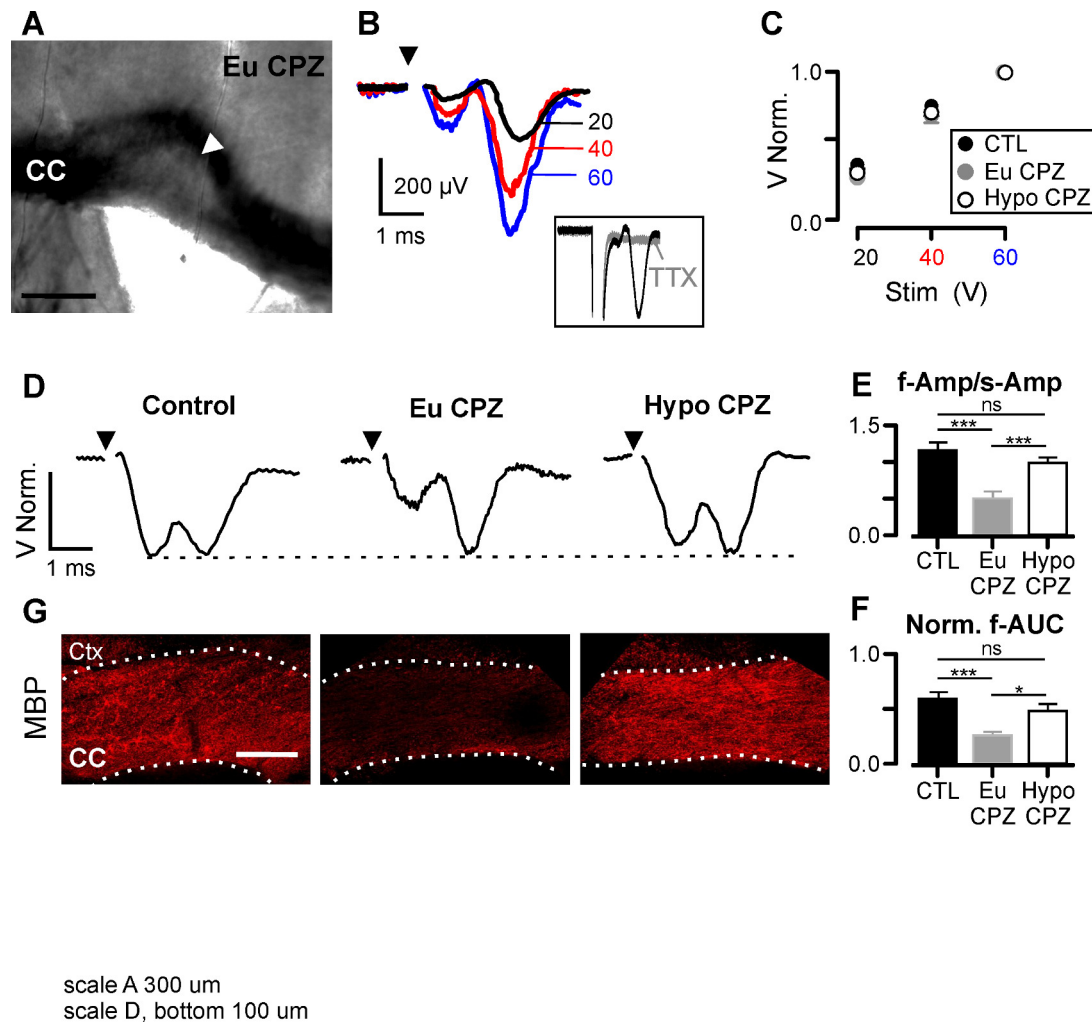 A
Eu CPZ
CC
B
20
40
60
200 µV
1 ms
TTX
C
V Norm.
1.0
0.0
CTL
Eu CPZ
Hypo CPZ
20 40 60
Stim (V)
D
Control
Eu CPZ
Hypo CPZ
V Norm.
1 ms
E
f-Amp/s-Amp
ns
*** ***
1.5
0.0
CTL Eu CPZ Hypo CPZ
G
MBP
Ctx
CC
F
Norm. f-AUC
ns
*** *
1.0
0.0
CTL Eu CPZ Hypo CPZ
scale A 300 um
scale D, bottom 100 um